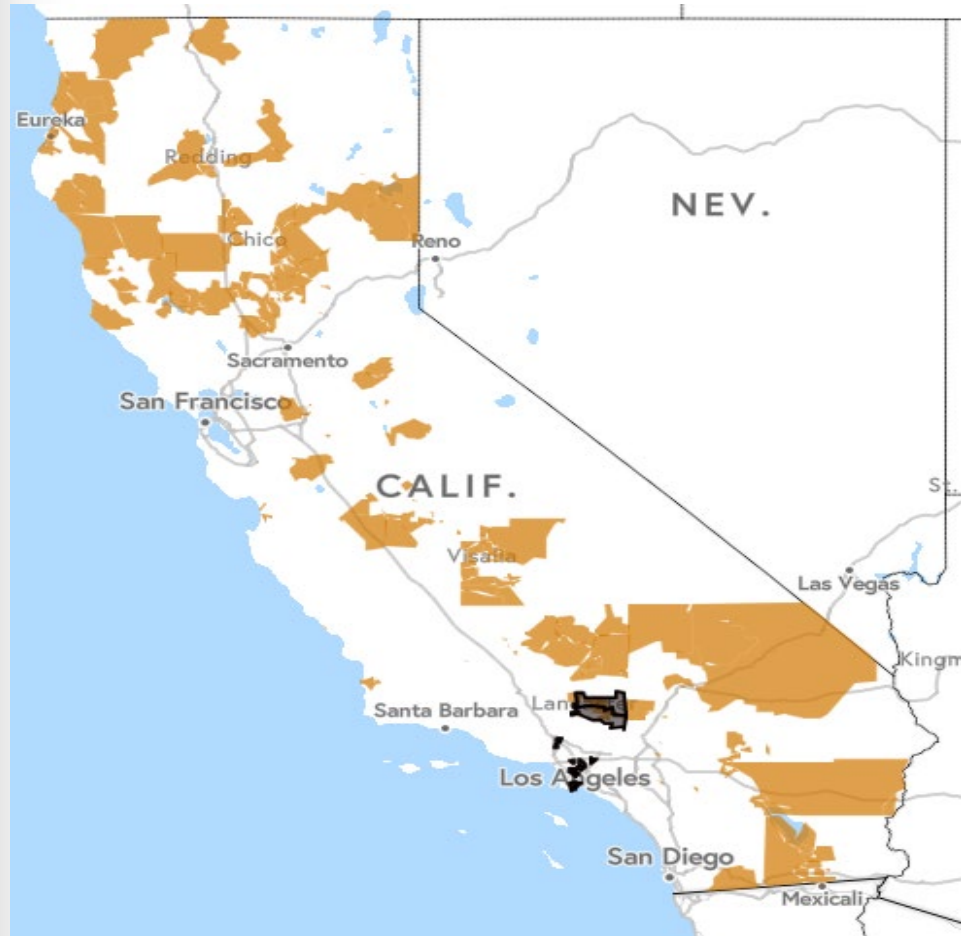 Eureka
Redding
NEV.
Chico
Reno
Sacramento
San Francisco
CALIF.
St.
Visalia
Las Vegas
Kingm
Santa Barbara
Los Angeles
San Diego
Mexicali